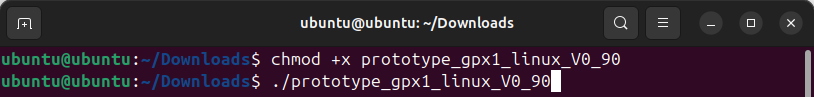 ubuntu@ubuntu: ~/Downloads
ubuntu@ubuntu:~/Downloads$ chmod +x prototype_gpx1_linux_V0_90
ubuntu@ubuntu:~/Downloads$ ./prototype_gpx1_linux_V0_90